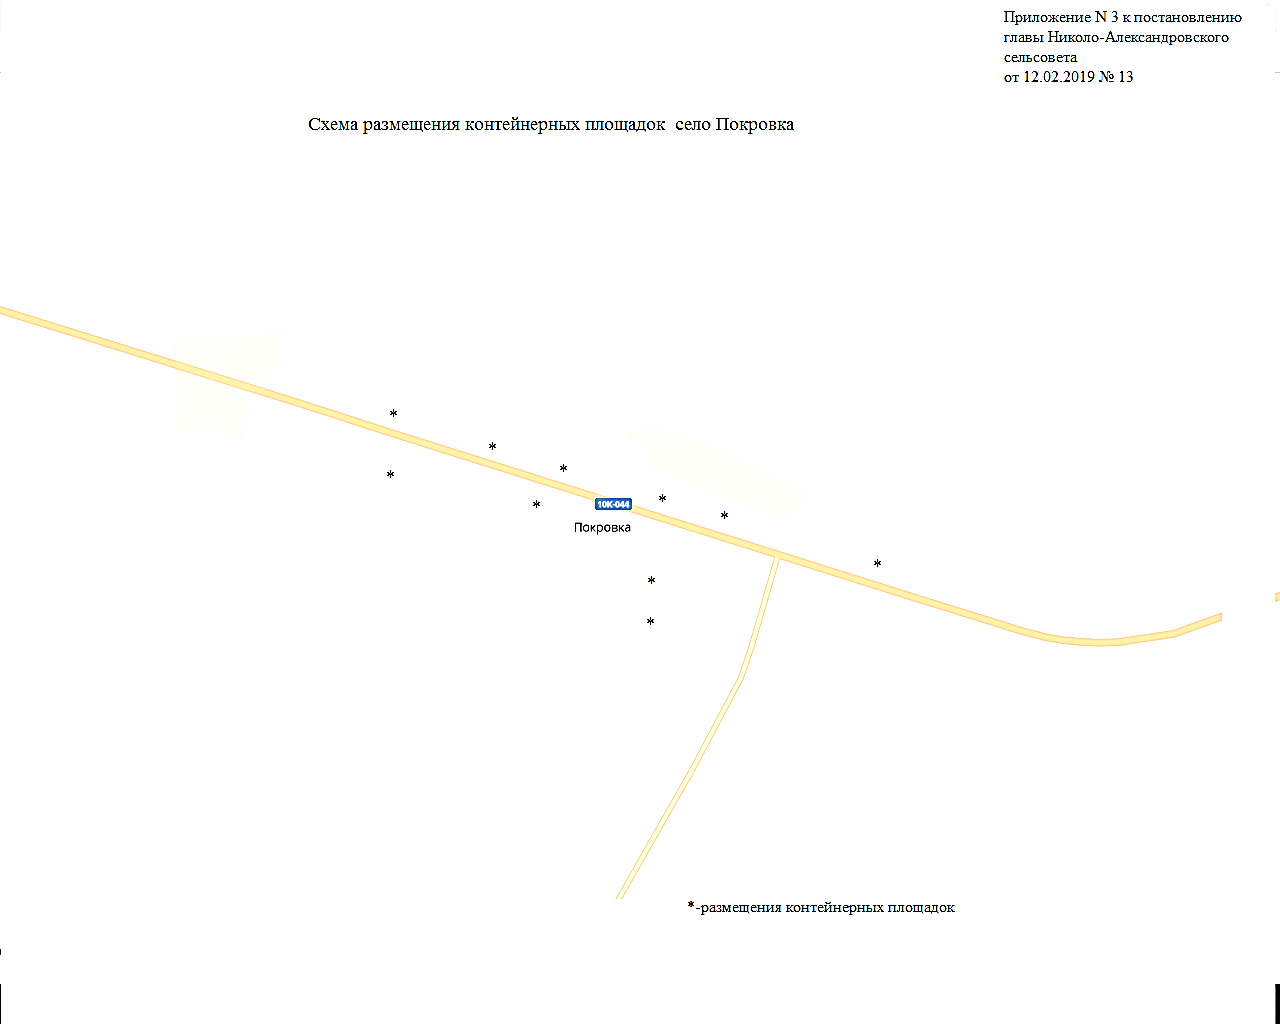 Приложение N 3 к постановлению
главы Николо-Александровского
сельсовета
от 12.02.2019 № 13
Схема размещения контейнерных площадок село Покровка
10К-044
Покровка
*-размещения контейнерных площадок